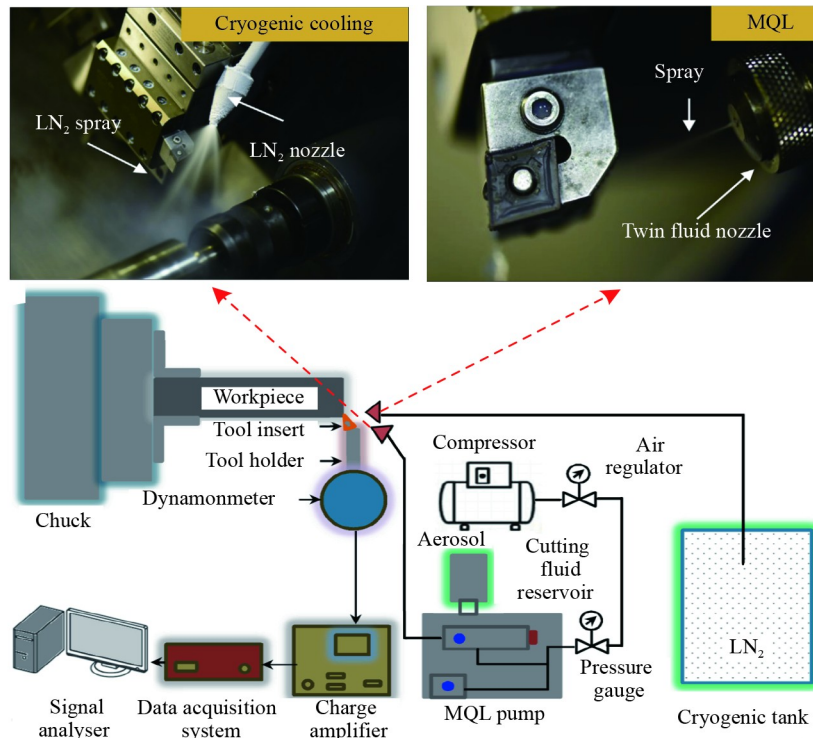 Cryogenic cooling
LN₂ spray
LN₂ nozzle
MQL
Spray
Twin fluid nozzle
Workpiece
Tool insert
Tool holder
Dynamonmeter
Chuck
Compressor
Air
regulator
Aerosol
Cutting
fluid
reservoir
LN₂
Pressure
gauge
MQL pump
Cryogenic tank
Signal
analyser
Data acquisition
system
Charge
amplifier